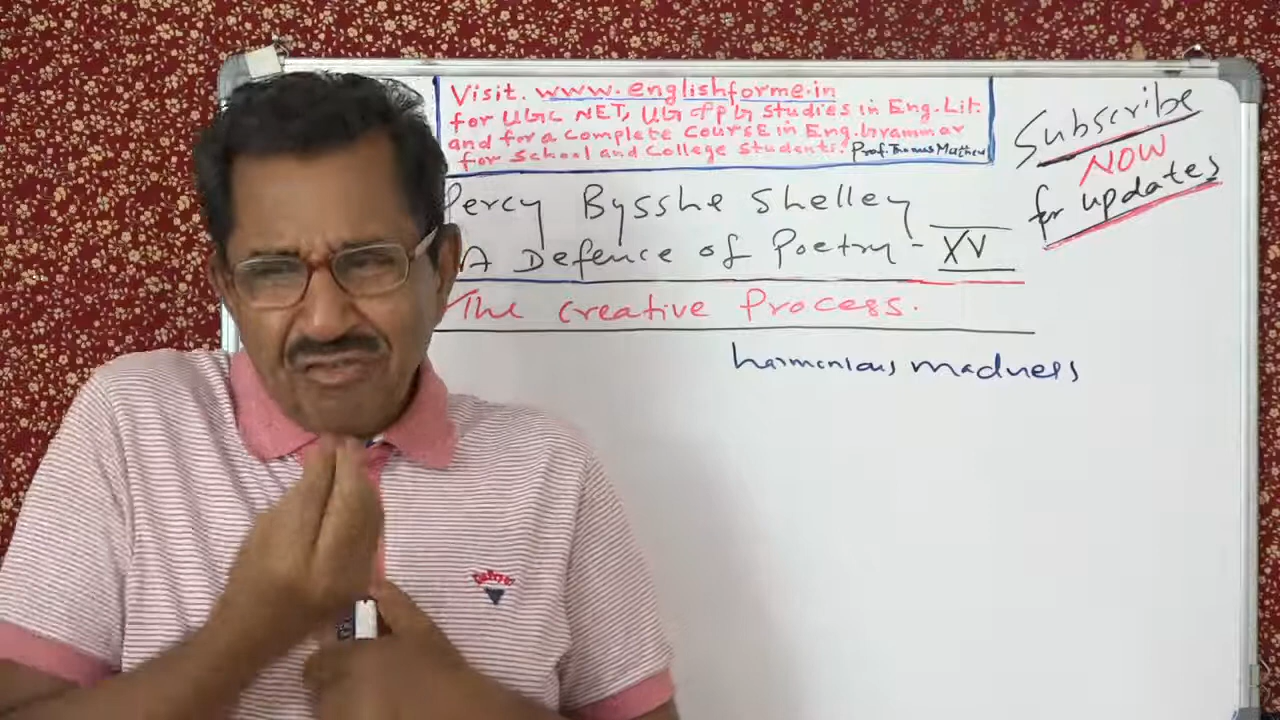 Visit. www.englishforme.in
for UGC NET, UG & PG Studies in Eng. Lit.
and for a Complete Course in Eng. Grammar
for School and College Students. Prof. Thomas Mathew
Subscribe
NOW
for updates
Percy Bysshe Shelley
A Defence of Poetry - XV
The Creative Process.
harmonious madness